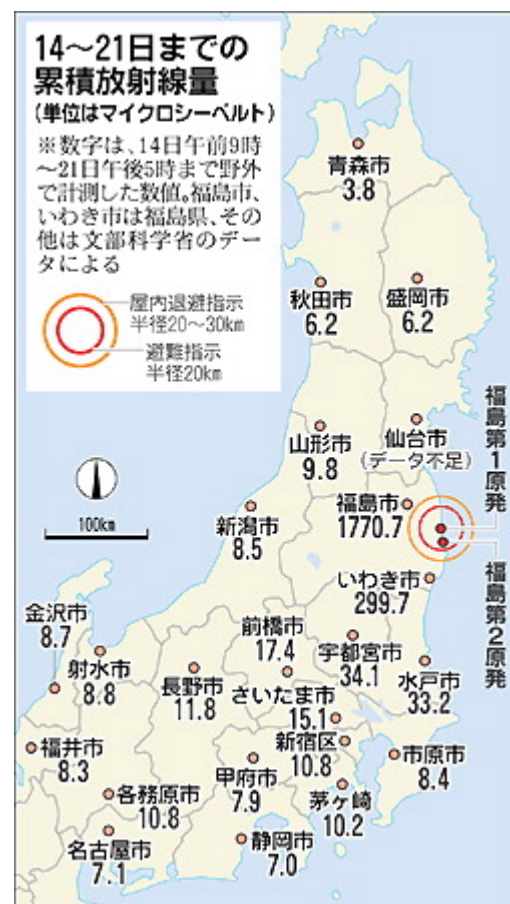 14～21日までの
累積放射線量
(単位はマイクロシーベルト)
※数字は、14日午前9時
～21日午後5時まで野外
で計測した数値。福島市、
いわき市は福島県、その
他は文部科学省のデー
タによる
屋内退避指示
半径20～30km
避難指示
半径20km
青森市
3.8
秋田市
6.2
盛岡市
6.2
山形市
9.8
仙台市
(データ不足)
福島第1原発
100km
新潟市
8.5
福島市
1770.7
いわき市
299.7
福島第2原発
金沢市
8.7
射水市
8.8
長野市
11.8
前橋市
17.4
宇都宮市
34.1
水戸市
33.2
さいたま市
15.1
福井市
8.3
新宿区
10.8
市原市
8.4
甲府市
7.9
各務原市
10.8
茅ヶ崎
10.2
名古屋市
7.1
静岡市
7.0